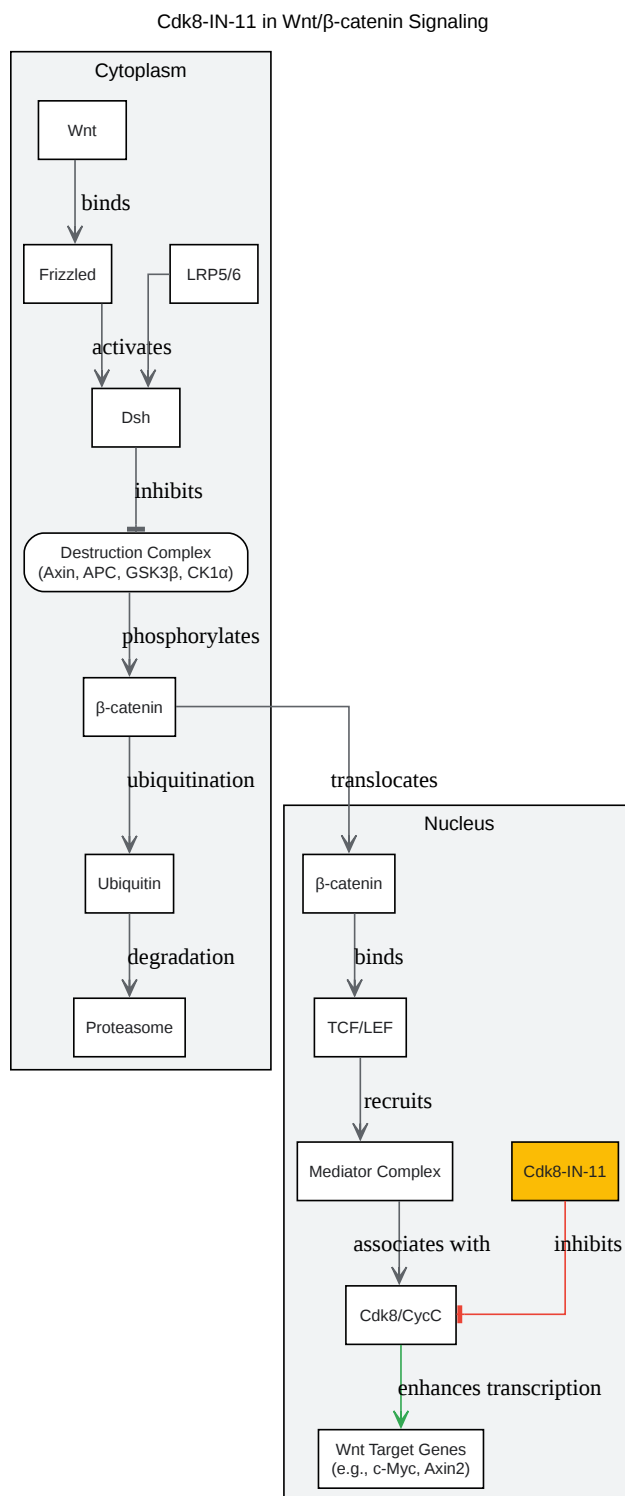 Cdk8-IN-11 in Wnt/β-catenin Signaling
Cytoplasm
Wnt
binds
Frizzled
LRP5/6
activates
Dsh
inhibits
Destruction Complex
(Axin, APC, GSK3β, CK1α)
phosphorylates
β-catenin
ubiquitination
translocates
Nucleus
Ubiquitin
β-catenin
degradation
binds
Proteasome
TCF/LEF
recruits
Mediator Complex
Cdk8-IN-11
associates with
inhibits
Cdk8/CycC
enhances transcription
Wnt Target Genes
(e.g., c-Myc, Axin2)